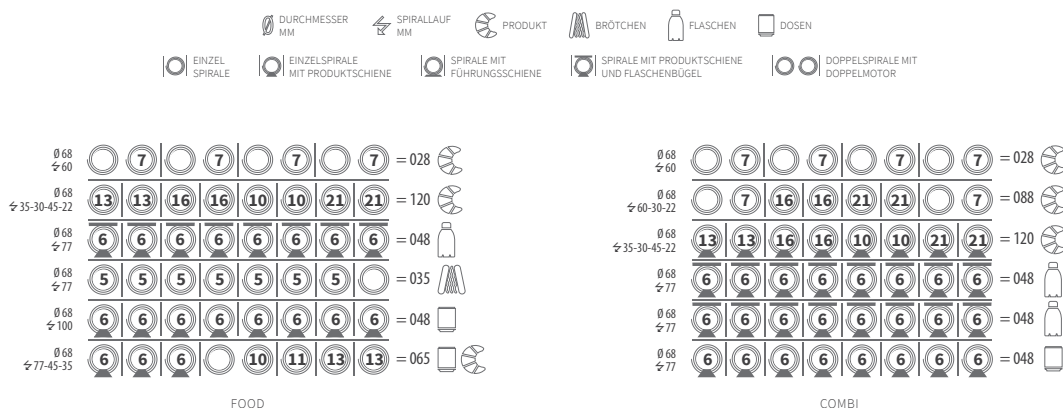 DURCHMESSER
MM
SPIRALLAUF
MM
PRODUKT
BRÖTCHEN
FLASCHEN
DOSEN
EINZEL
SPIRALE
EINZELSPIRALE
MIT PRODUKTSCHIENE
SPIRALE MIT
FÜHRUNGSSCHIENE
SPIRALE MIT PRODUKTSCHIENE
UND FLASCHENBÜGEL
DOPPELSPIRALE MIT
DOPPELMOTOR
Ø 68
60
7 7 7 7 = 028
Ø 68
35-30-45-22
13 13 16 16 10 10 21 21 = 120
Ø 68
77
6 6 6 6 6 6 6 6 = 048
Ø 68
77
5 5 5 5 5 5 5 = 035
Ø 68
100
6 6 6 6 6 6 6 6 = 048
Ø 68
77-45-35
6 6 6 10 11 13 13 = 065
FOOD
Ø 68
60
7 7 7 7 = 028
Ø 68
60-30-22
7 16 16 21 21 7 = 088
Ø 68
35-30-45-22
13 13 16 16 10 10 21 21 = 120
Ø 68
77
6 6 6 6 6 6 6 6 = 048
Ø 68
77
6 6 6 6 6 6 6 6 = 048
Ø 68
77
6 6 6 6 6 6 6 6 = 048
COMBI